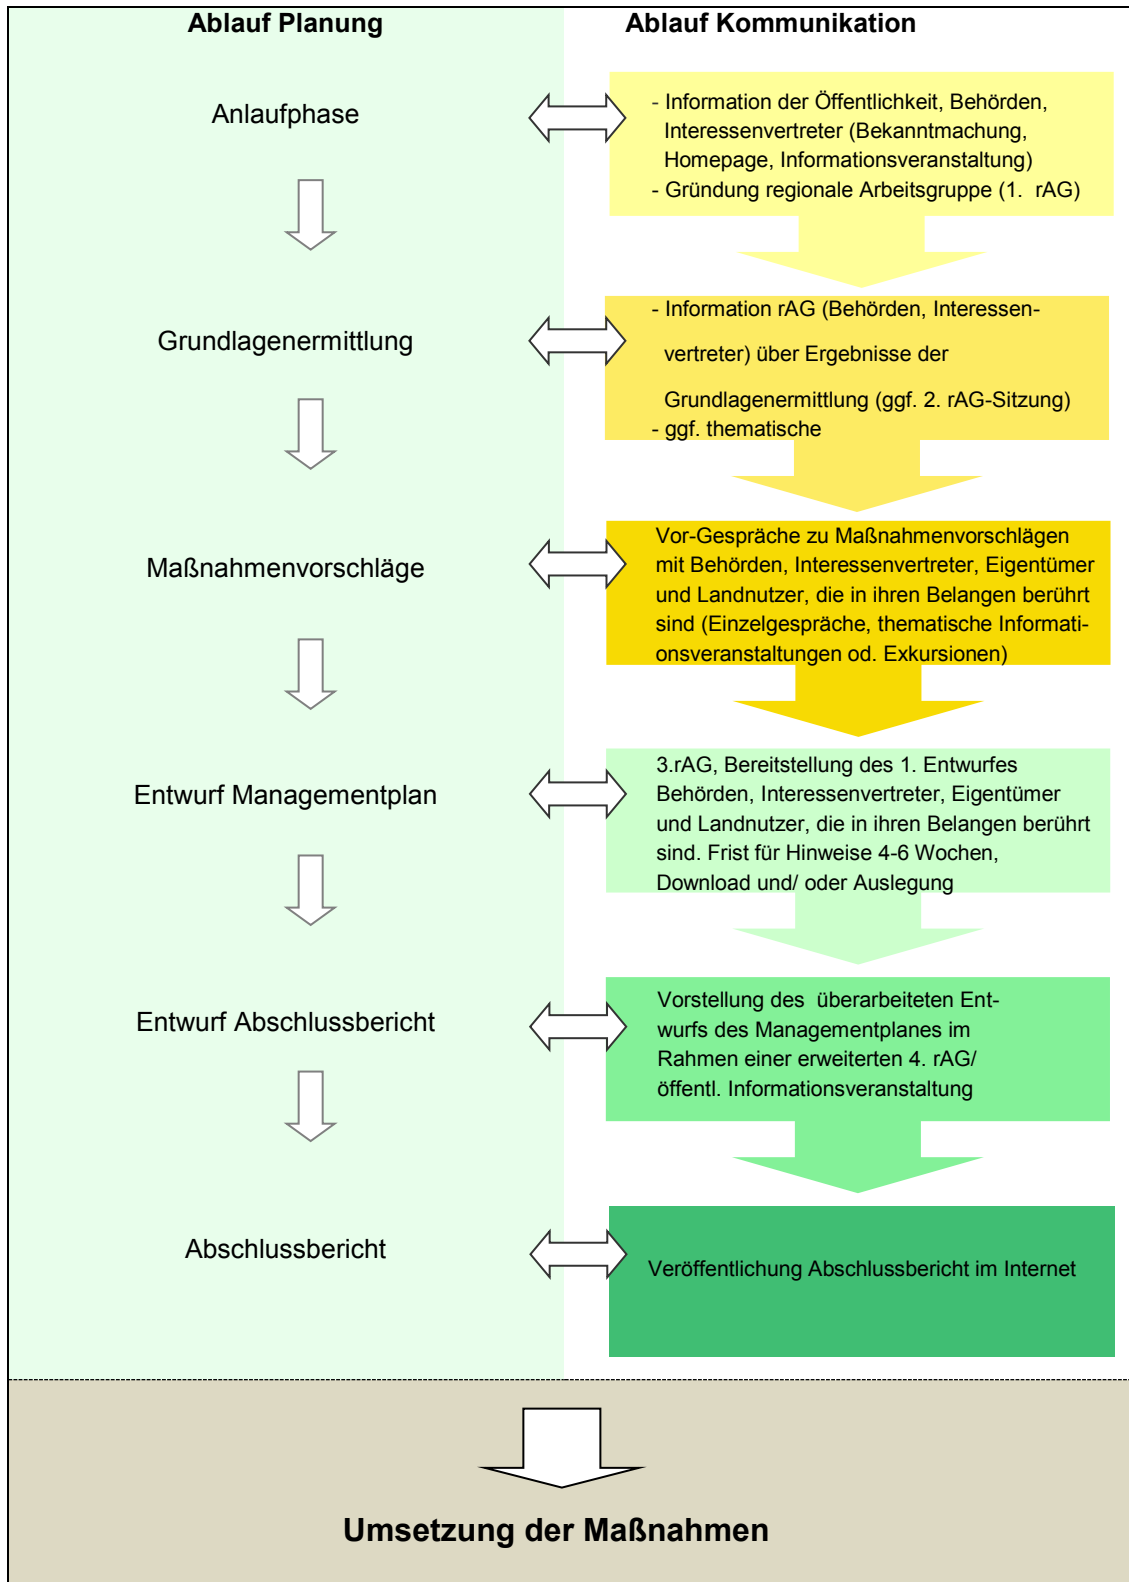 Ablauf Planung
Ablauf Kommunikation
Anlaufphase
- Information der Öffentlichkeit, Behörden,
Interessenvertreter (Bekanntmachung,
Homepage, Informationsveranstaltung)
- Gründung regionale Arbeitsgruppe (1. rAG)
Grundlagenermittlung
- Information rAG (Behörden, Interessen-
vertreter) über Ergebnisse der
Grundlagenermittlung (ggf. 2. rAG-Sitzung)
- ggf. thematische
Maßnahmenvorschläge
Vor-Gespräche zu Maßnahmenvorschlägen
mit Behörden, Interessenvertreter, Eigentümer
und Landnutzer, die in ihren Belangen berührt
sind (Einzelgespräche, thematische Informati-
onsveranstaltungen od. Exkursionen)
Entwurf Managementplan
3.rAG, Bereitstellung des 1. Entwurfes
Behörden, Interessenvertreter, Eigentümer
und Landnutzer, die in ihren Belangen berührt
sind. Frist für Hinweise 4-6 Wochen,
Download und/ oder Auslegung
Entwurf Abschlussbericht
Vorstellung des überarbeiteten Ent-
wurfs des Managementplanes im
Rahmen einer erweiterten 4. rAG/
öffentl. Informationsveranstaltung
Abschlussbericht
Veröffentlichung Abschlussbericht im Internet
Umsetzung der Maßnahmen